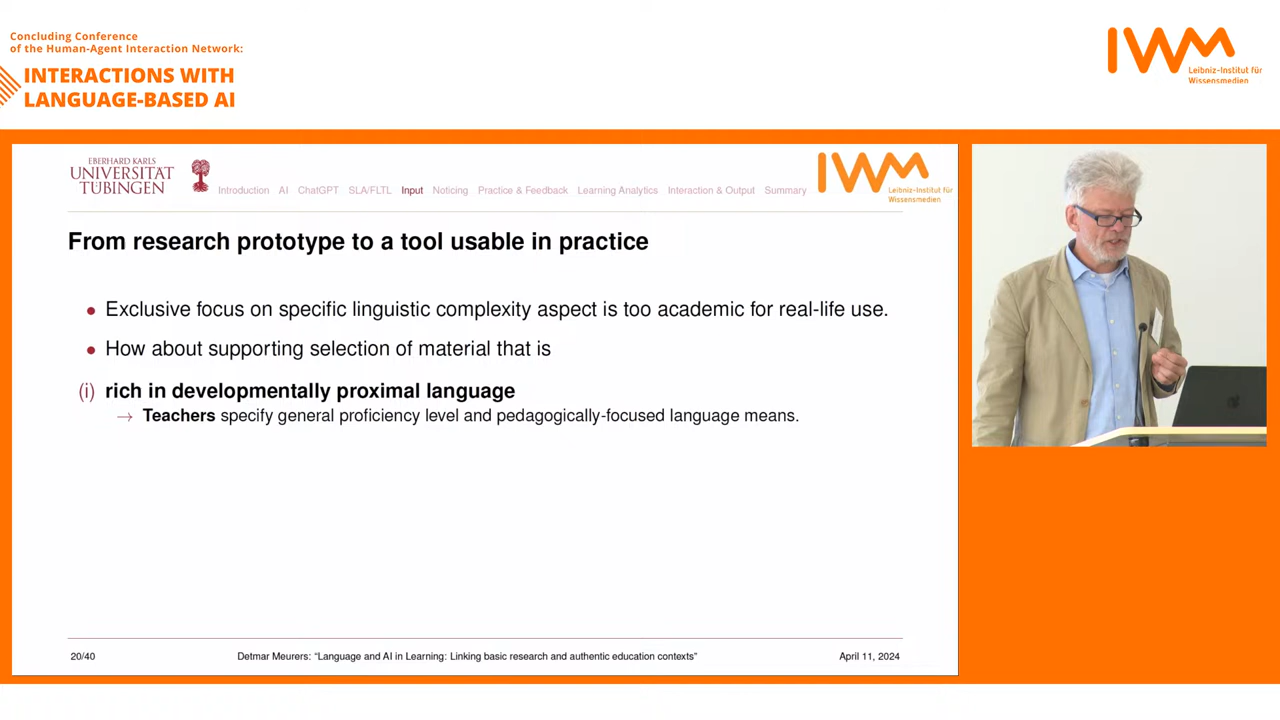 Concluding Conference
of the Human-Agent Interaction Network:
INTERACTIONS WITH
LANGUAGE-BASED AI
IWM
Leibniz-Institut für
Wissensmedien
EBERHARD KARLS
UNIVERSITÄT
TÜBINGEN
Introduction AI ChatGPT SLA/FLTL Input Noticing Practice & Feedback Learning Analytics Interaction & Output Summary
IWM
Leibniz-Institut für
Wissensmedien
From research prototype to a tool usable in practice
• Exclusive focus on specific linguistic complexity aspect is too academic for real-life use.
• How about supporting selection of material that is
(i) rich in developmentally proximal language
→ Teachers specify general proficiency level and pedagogically-focused language means.
20/40 Detmar Meurers: “Language and AI in Learning: Linking basic research and authentic education contexts” April 11, 2024